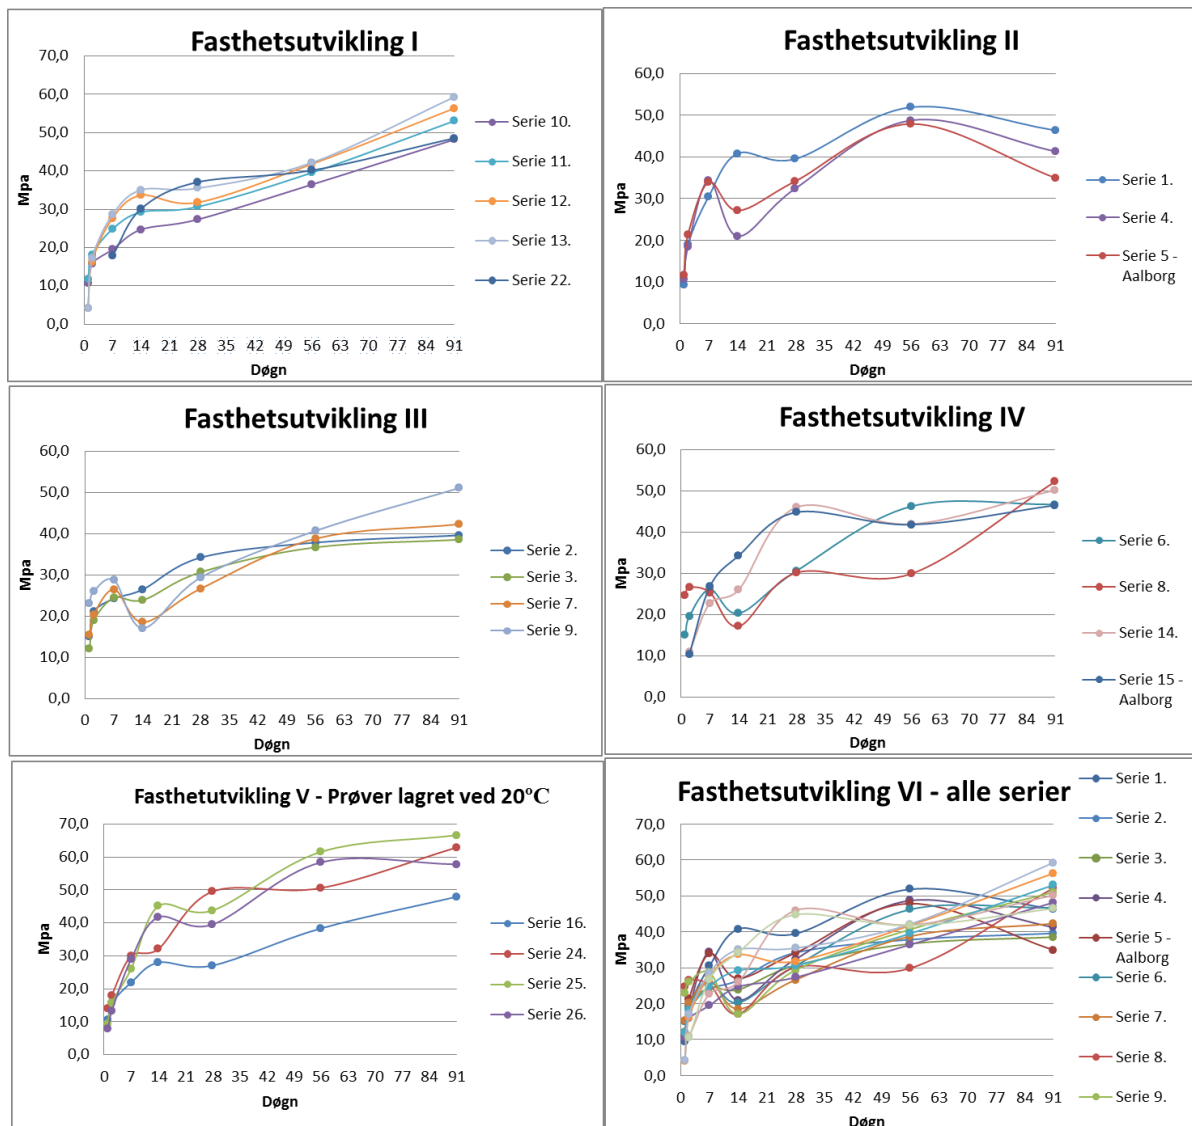 Fasthetsutvikling I
70,0
60,0
50,0
40,0
30,0
20,0
10,0
0,0
Mpa
0 7 14 21 28 35 42 49 56 63 70 77 84 91
Døgn
Serie 10.
Serie 11.
Serie 12.
Serie 13.
Serie 22.
Fasthetsutvikling II
60,0
50,0
40,0
30,0
20,0
10,0
0,0
Mpa
0 7 14 21 28 35 42 49 56 63 70 77 84 91
Døgn
Serie 1.
Serie 4.
Serie 5 -
Aalborg
Fasthetsutvikling III
60,0
50,0
40,0
30,0
20,0
10,0
0,0
Mpa
0 7 14 21 28 35 42 49 56 63 70 77 84 91
Døgn
Serie 2.
Serie 3.
Serie 7.
Serie 9.
Fasthetsutvikling IV
60,0
50,0
40,0
30,0
20,0
10,0
0,0
Mpa
0 7 14 21 28 35 42 49 56 63 70 77 84 91
Døgn
Serie 6.
Serie 8.
Serie 14.
Serie 15 -
Aalborg
Fasthetutvikling V - Prøver lagret ved 20°C
70,0
60,0
50,0
40,0
30,0
20,0
10,0
0,0
Mpa
0 7 14 21 28 35 42 49 56 63 70 77 84 91
Døgn
Serie 16.
Serie 24.
Serie 25.
Serie 26.
Fasthetsutvikling VI - alle serier
70,0
60,0
50,0
40,0
30,0
20,0
10,0
0,0
Mpa
0 7 14 21 28 35 42 49 56 63 70 77 84 91
Døgn
Serie 1.
Serie 2.
Serie 3.
Serie 4.
Serie 5 -
Aalborg
Serie 6.
Serie 7.
Serie 8.
Serie 9.